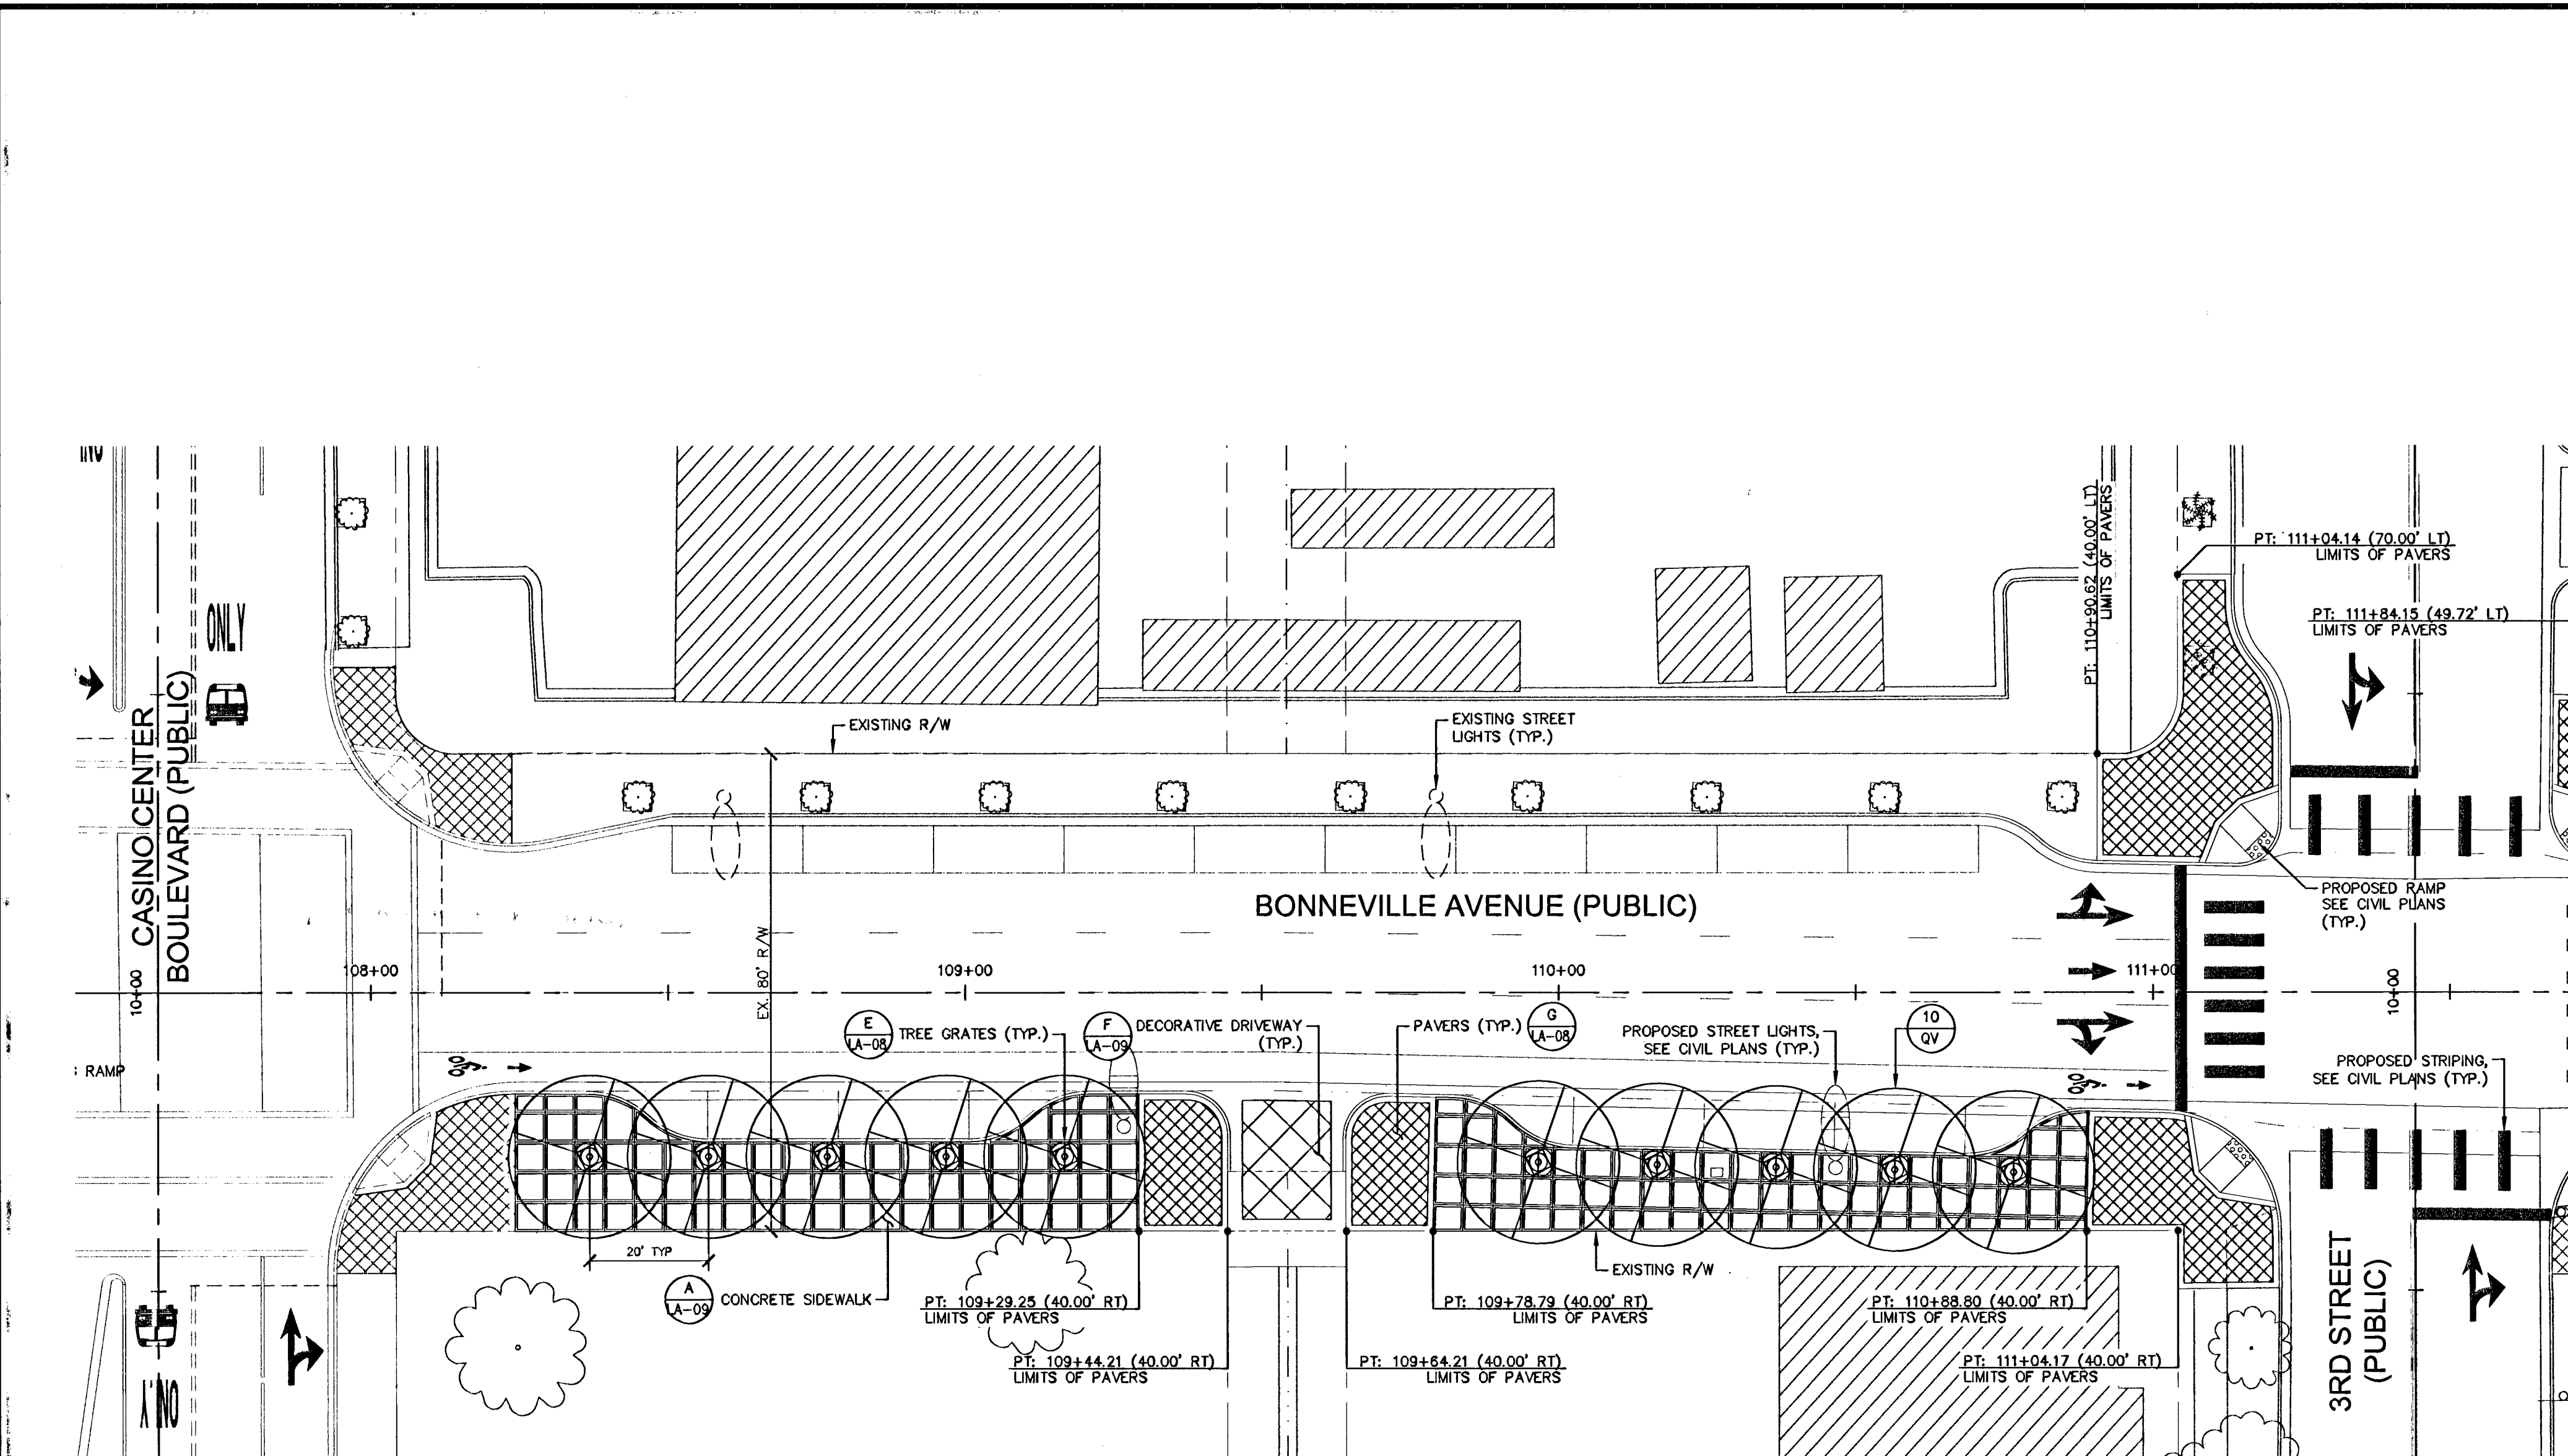 ONLY
CASINO CENTER
BOULEVARD (PUBLIC)
10+00
RAMP
ONLY
EXISTING R/W
EXISTING STREET
LIGHTS (TYP.)
PT: 110+90.62 (40.00' LT)
LIMITS OF PAVERS
PT: 111+04.14 (70.00' LT)
LIMITS OF PAVERS
PT: 111+84.15 (49.72' LT)
LIMITS OF PAVERS
BONNEVILLE AVENUE (PUBLIC)
PROPOSED RAMP
SEE CIVIL PLANS
(TYP.)
EX. 80' R/W
108+00
109+00
110+00
111+00
10+00
E
LA-08
TREE GRATES (TYP.)
F
LA-09
DECORATIVE DRIVEWAY
(TYP.)
PAVERS (TYP.)
G
LA-08
PROPOSED STREET LIGHTS,
SEE CIVIL PLANS (TYP.)
10
QV
PROPOSED STRIPING,
SEE CIVIL PLANS (TYP.)
20' TYP
A
LA-09
CONCRETE SIDEWALK
EXISTING R/W
PT: 109+29.25 (40.00' RT)
LIMITS OF PAVERS
PT: 109+78.79 (40.00' RT)
LIMITS OF PAVERS
PT: 110+88.80 (40.00' RT)
LIMITS OF PAVERS
PT: 109+44.21 (40.00' RT)
LIMITS OF PAVERS
PT: 109+64.21 (40.00' RT)
LIMITS OF PAVERS
PT: 111+04.17 (40.00' RT)
LIMITS OF PAVERS
3RD STREET
(PUBLIC)